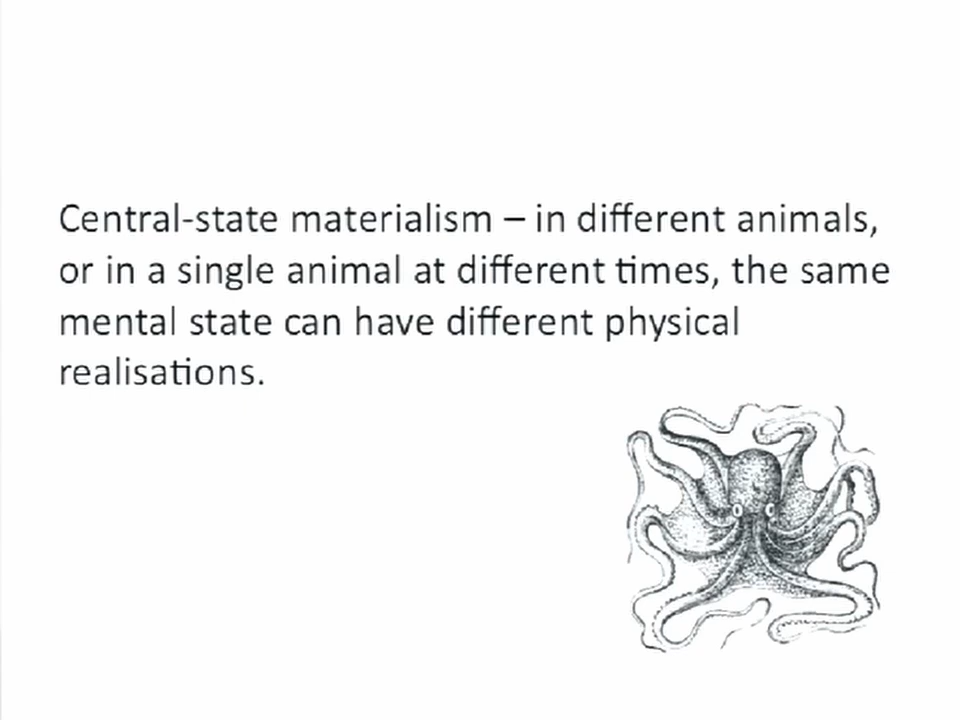 Central-state materialism – in different animals,
or in a single animal at different times, the same
mental state can have different physical
realisations.